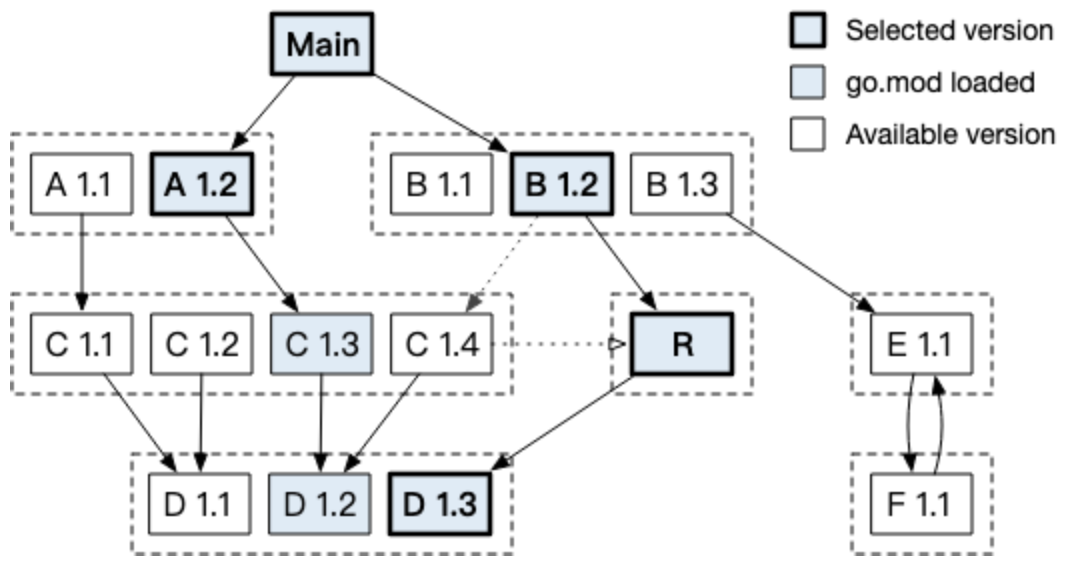 Main
Selected version
go.mod loaded
Available version
A 1.1
A 1.2
B 1.1
B 1.2
B 1.3
C 1.1
C 1.2
C 1.3
C 1.4
R
E 1.1
D 1.1
D 1.2
D 1.3
F 1.1